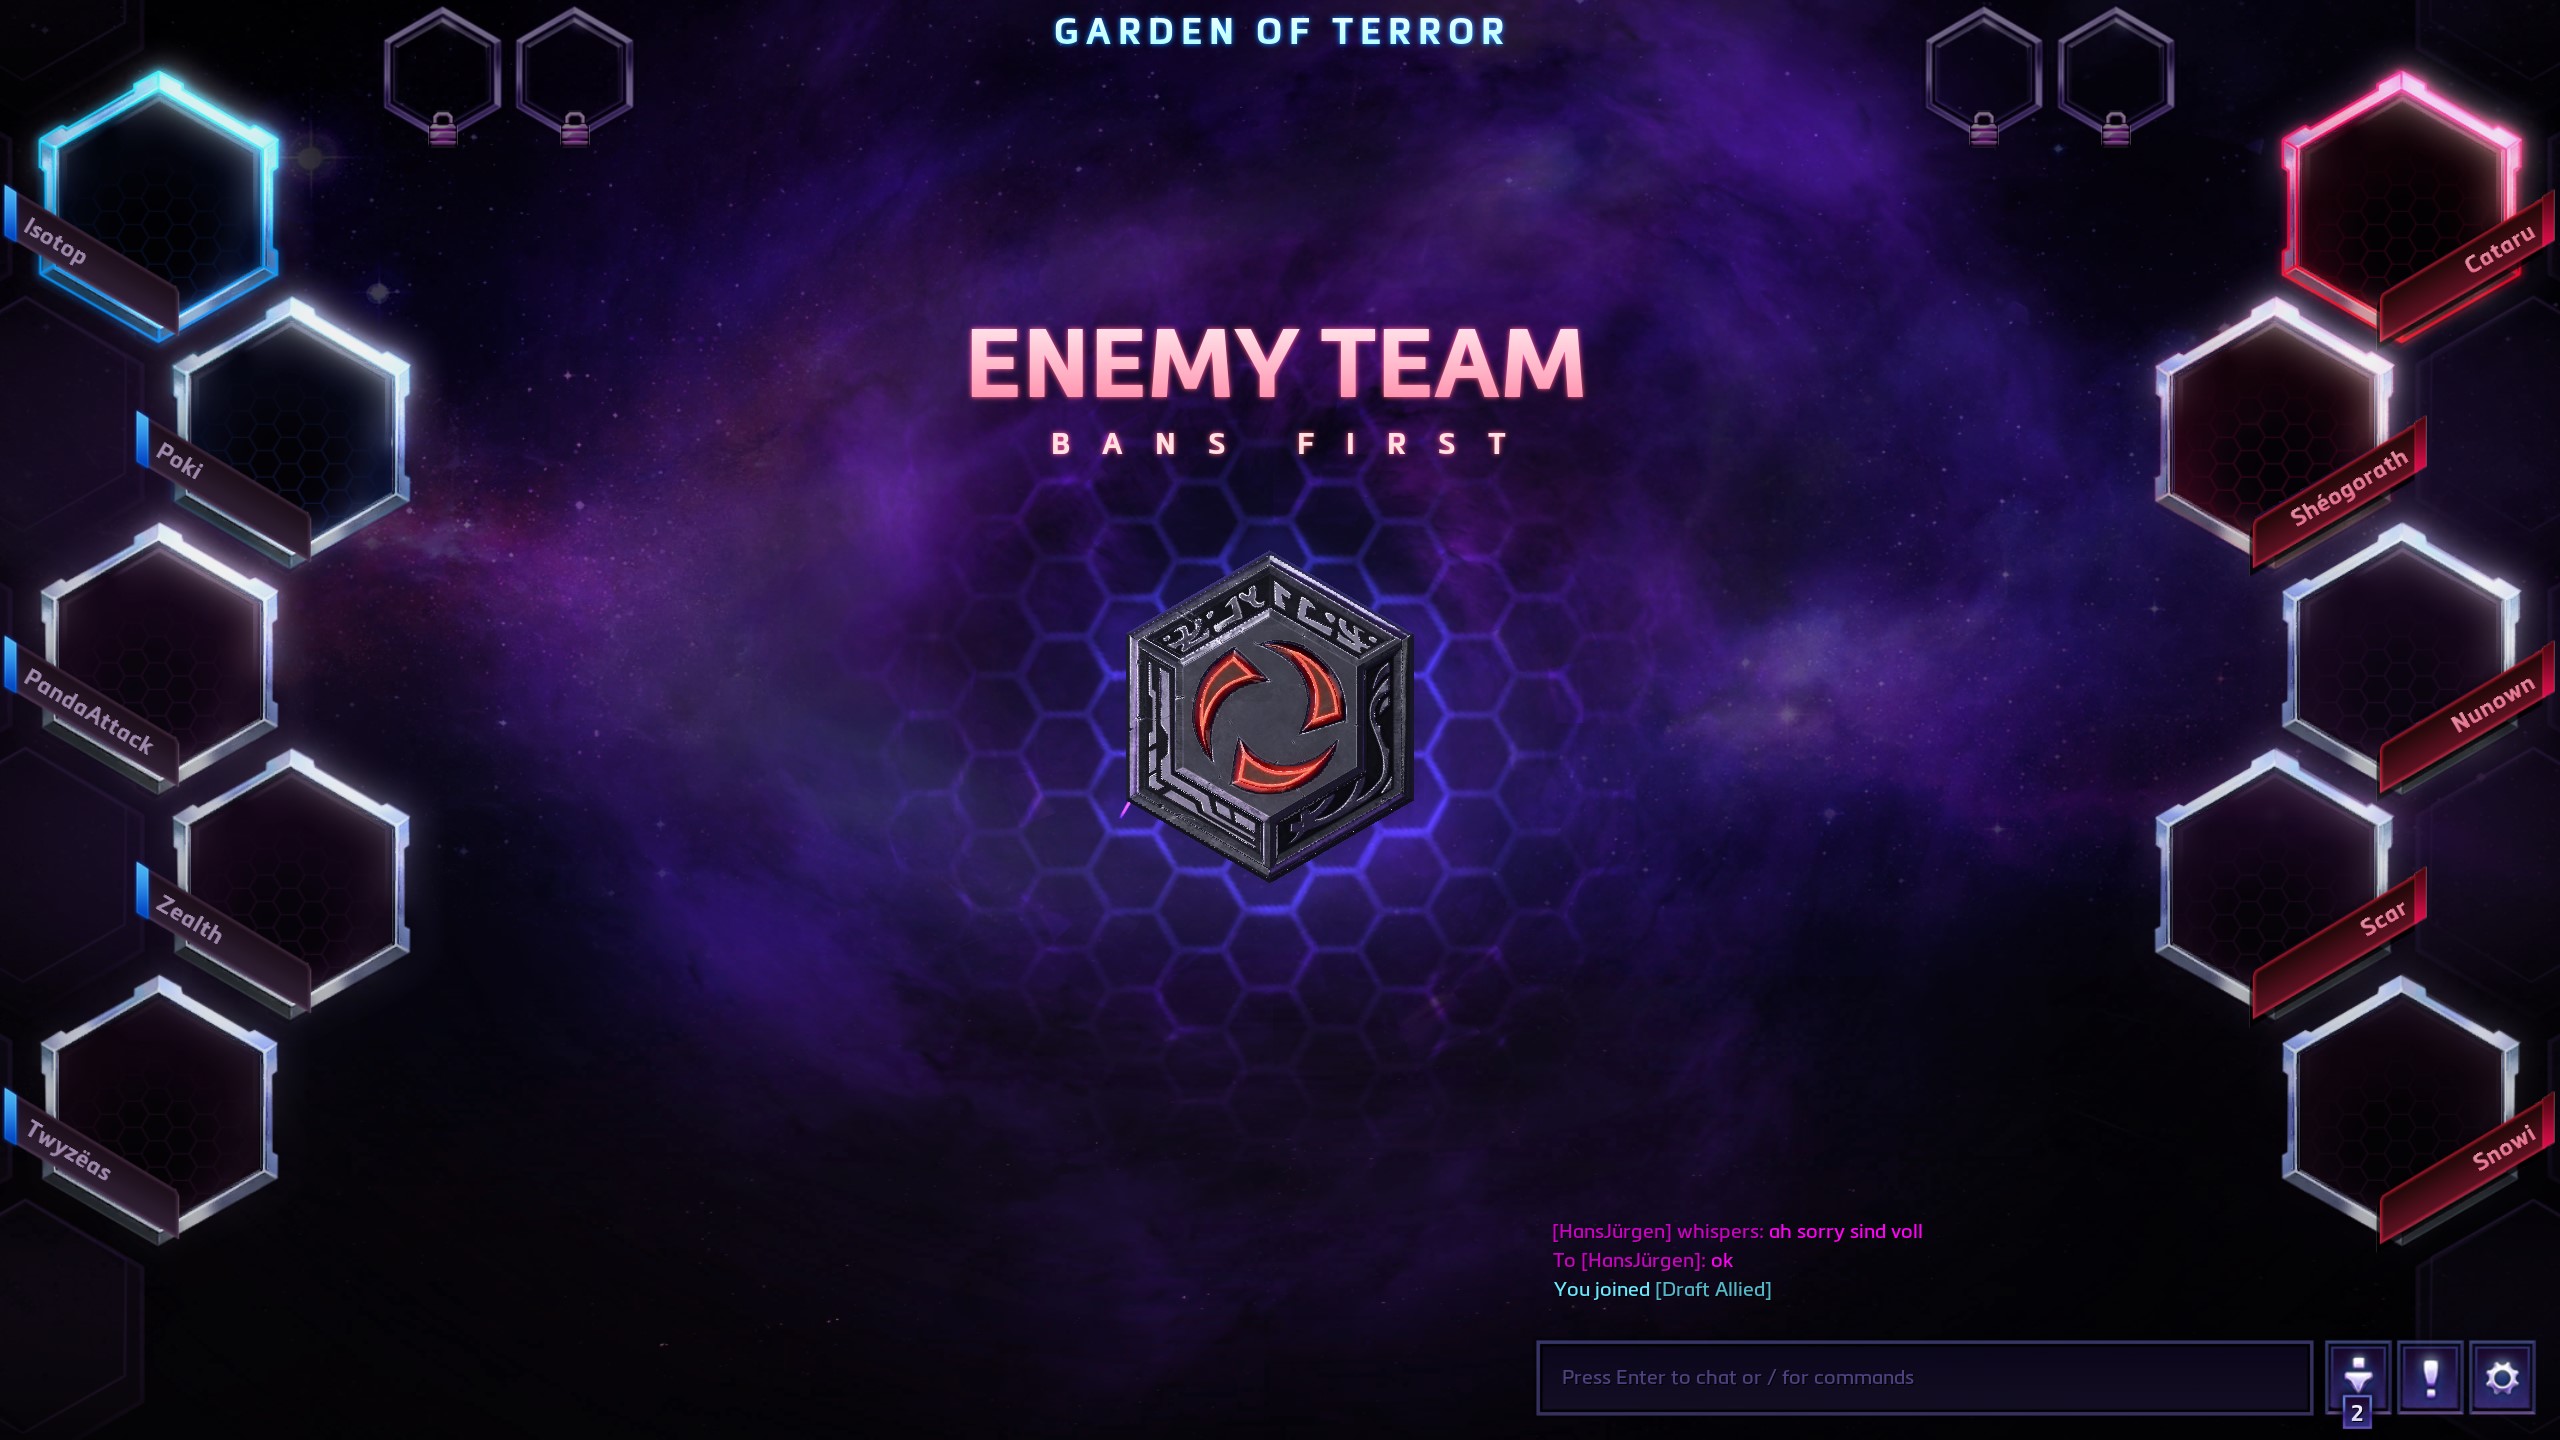 GARDEN OF TERROR
Isotop
Poki
PandaAttack
Zealth
Twyzëas
ENEMY TEAM
BANS FIRST
Cataru
Shéogorath
Nunown
Scar
Snowi
[HansJürgen] whispers: ah sorry sind voll
To [HansJürgen]: ok
You joined [Draft Allied]
Press Enter to chat or / for commands
2